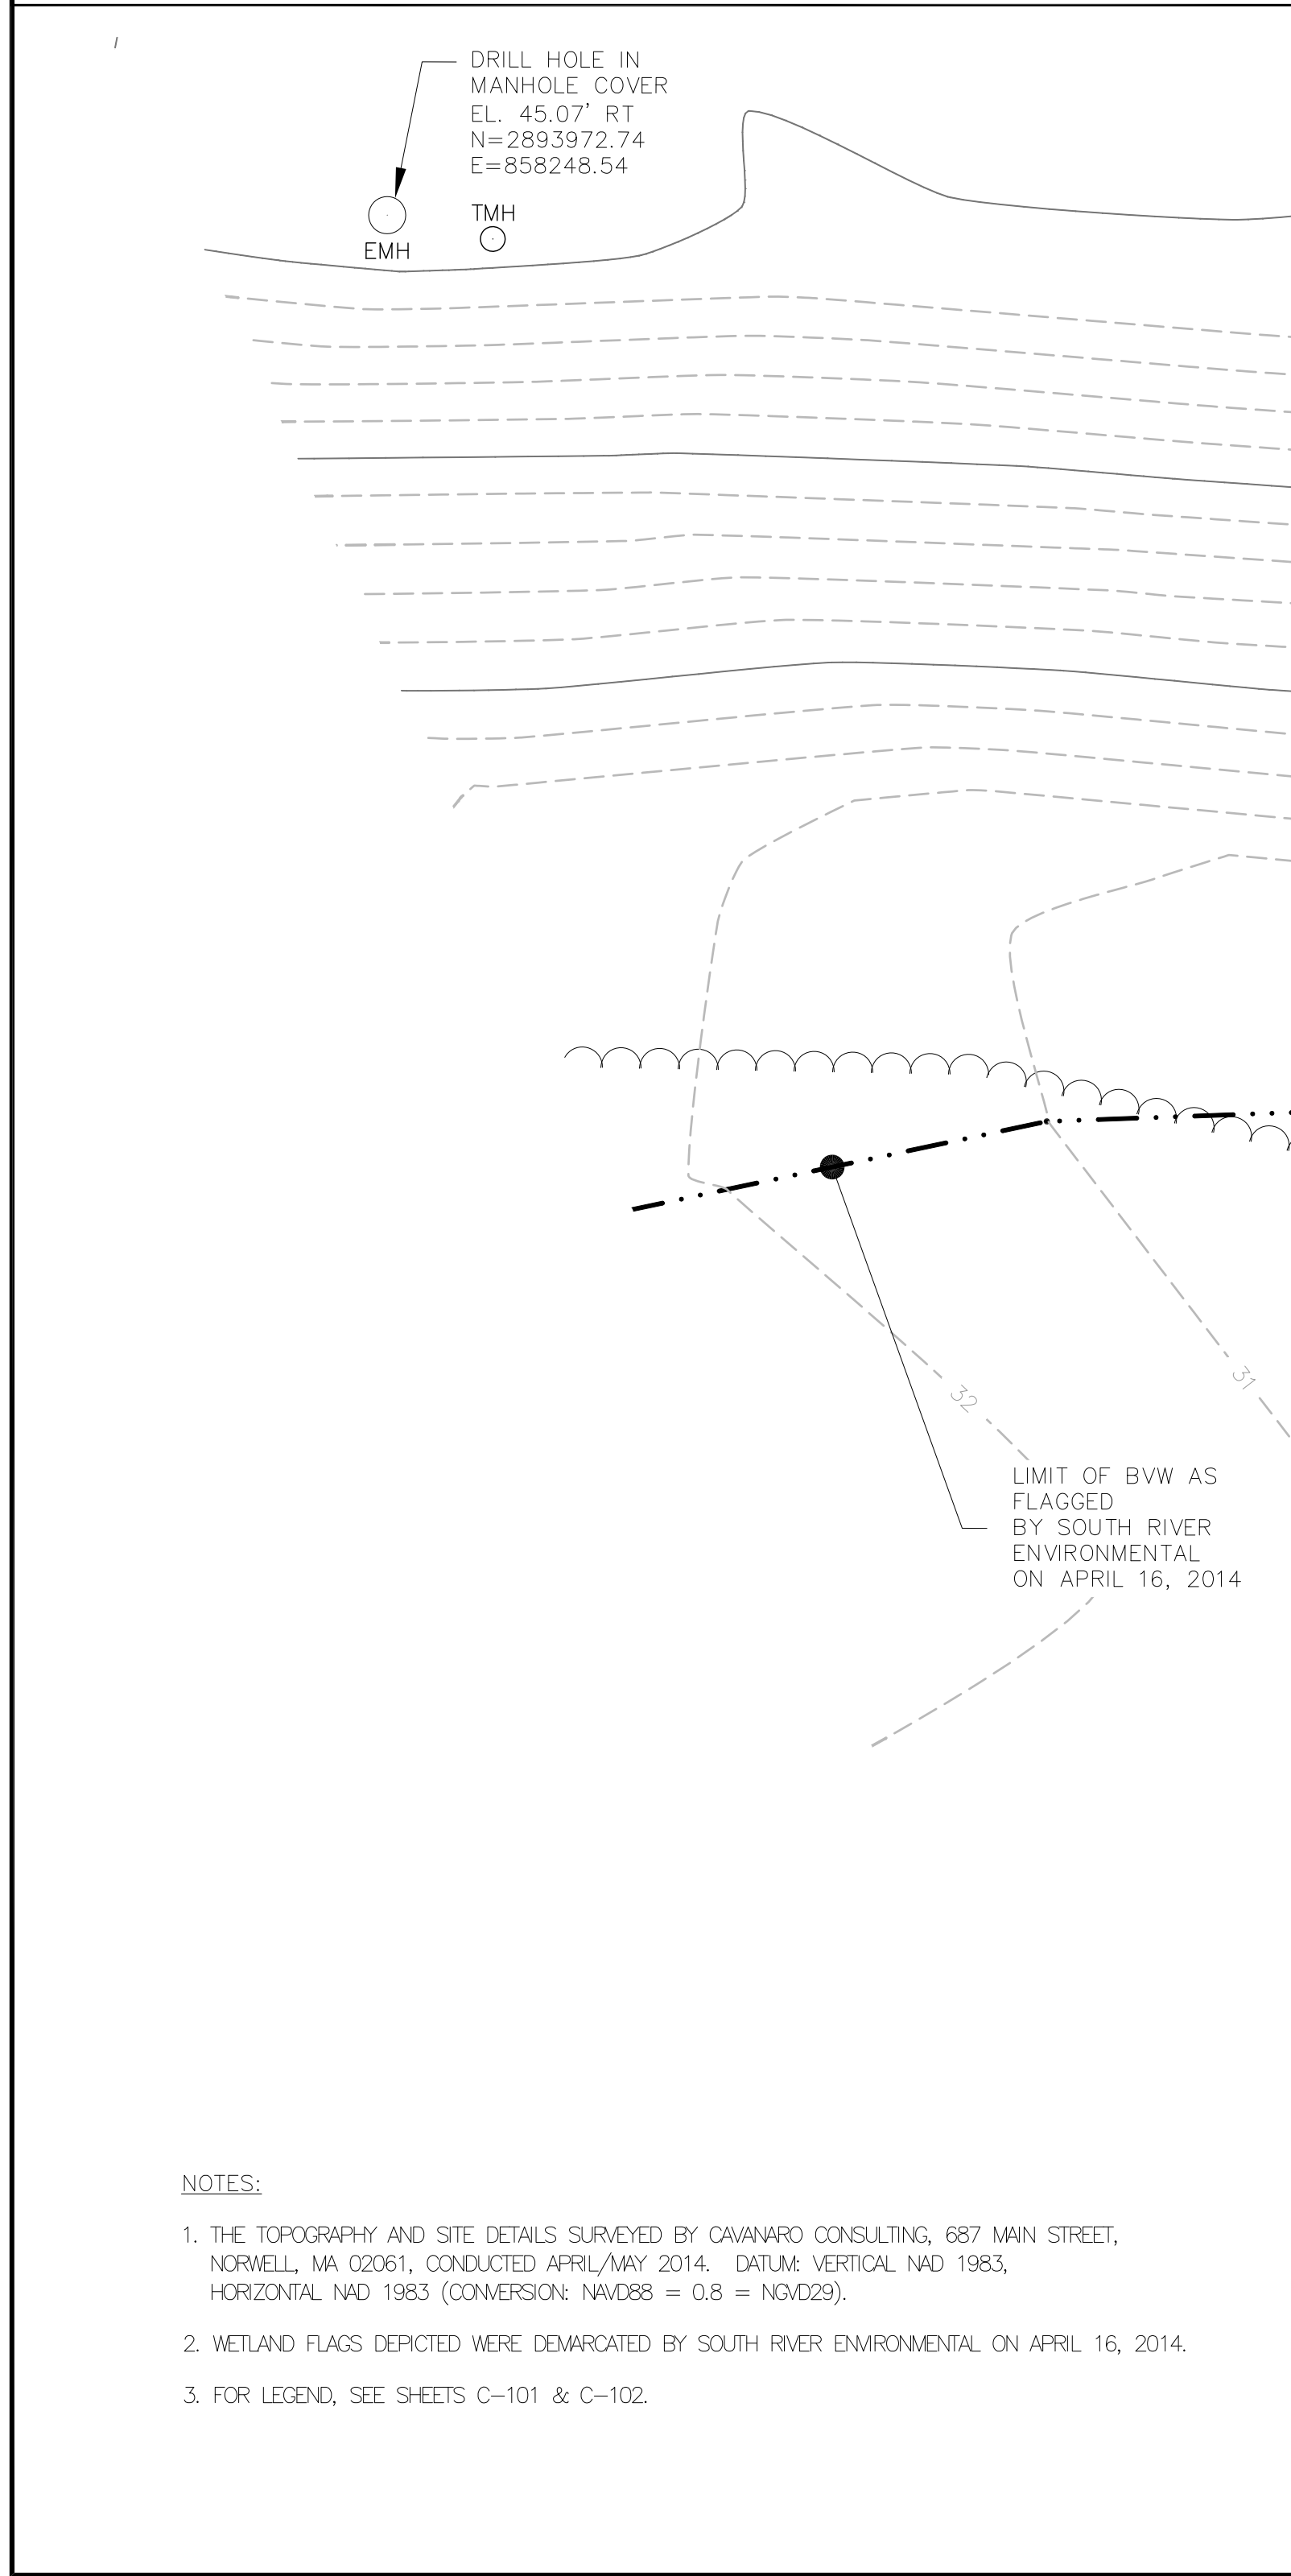 DRILL HOLE IN
MANHOLE COVER
EL. 45.07' RT
N=2893972.74
E=858248.54
TMH
EMH
31
32
LIMIT OF BVW AS
FLAGGED
BY SOUTH RIVER
ENVIRONMENTAL
ON APRIL 16, 2014
NOTES:
1. THE TOPOGRAPHY AND SITE DETAILS SURVEYED BY CAVANARO CONSULTING, 687 MAIN STREET,
NORWELL, MA 02061, CONDUCTED APRIL/MAY 2014. DATUM: VERTICAL NAD 1983,
HORIZONTAL NAD 1983 (CONVERSION: NAVD88 = 0.8 = NGVD29).
2. WETLAND FLAGS DEPICTED WERE DEMARCATED BY SOUTH RIVER ENVIRONMENTAL ON APRIL 16, 2014.
3. FOR LEGEND, SEE SHEETS C-101 & C-102.